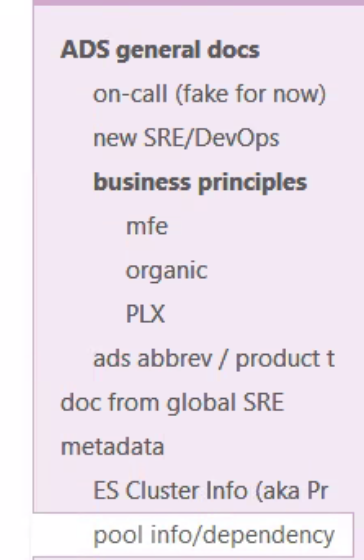 ADS general docs
on-call (fake for now)
new SRE/DevOps
business principles
mfe
organic
PLX
ads abbrev / product t
doc from global SRE
metadata
ES Cluster Info (aka Pr
pool info/dependency